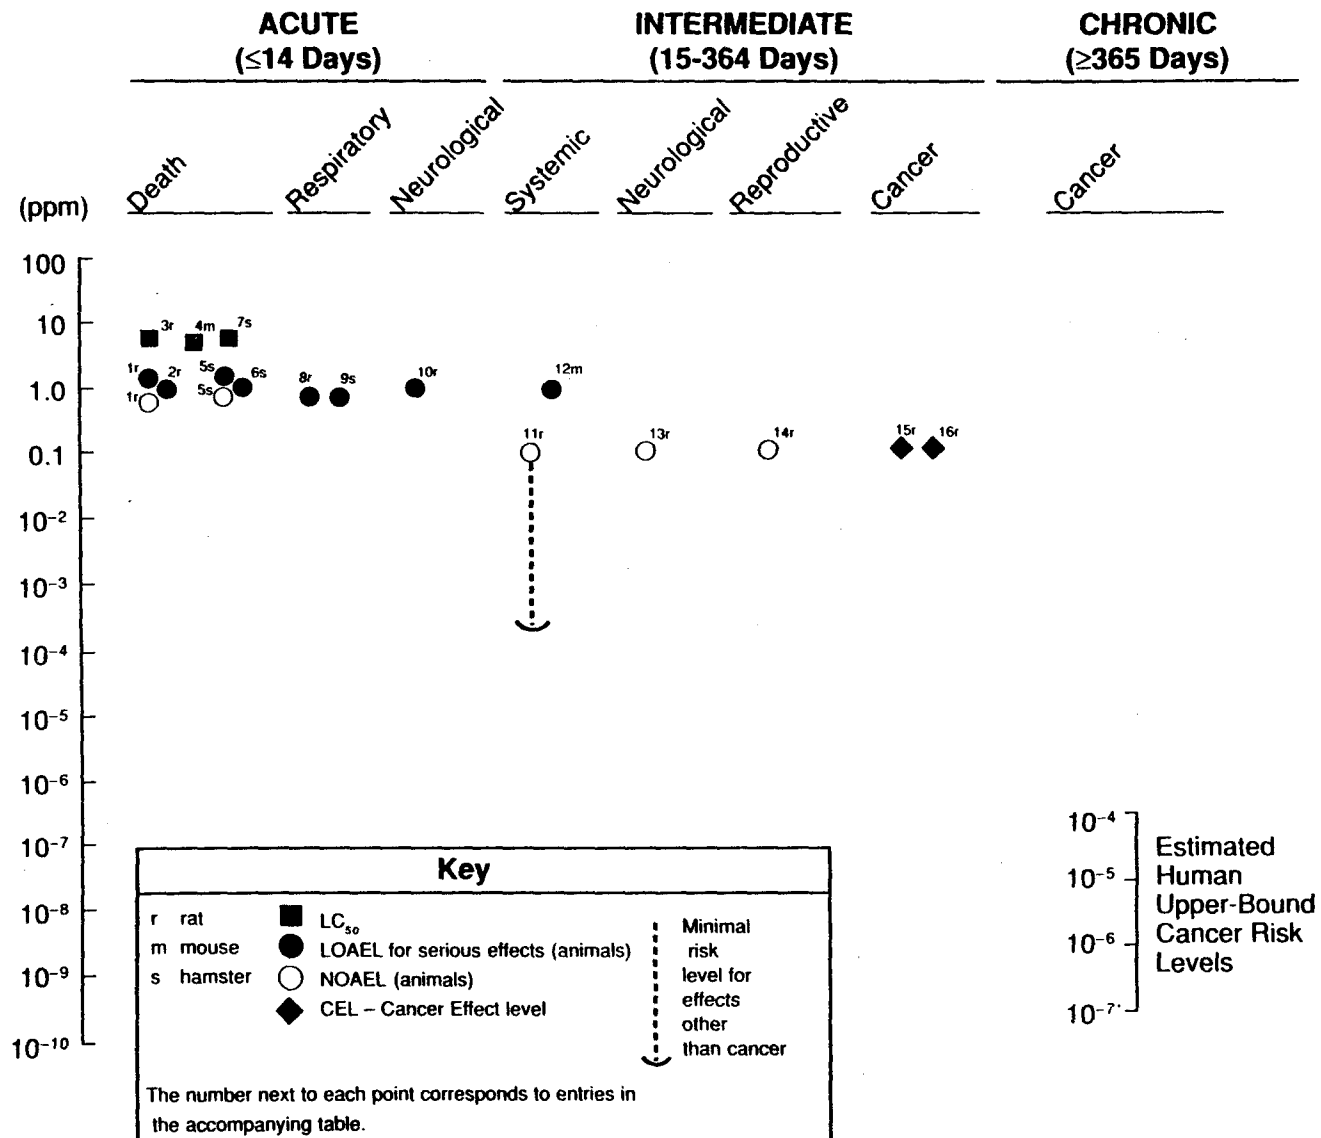 ACUTE
(≤14 Days)
INTERMEDIATE
(15-364 Days)
CHRONIC
(≥365 Days)
Death
Respiratory
Neurological
Systemic
Neurological
Reproductive
Cancer
Cancer
(ppm)
100
10
1.0
0.1
10⁻²
10⁻³
10⁻⁴
10⁻⁵
10⁻⁶
10⁻⁷
10⁻⁸
10⁻⁹
10⁻¹⁰
3r
4m
7s
1r
2r
5s
6s
1r
5s
8r
9s
10r
12m
11r
13r
14r
15r
16r
10⁻⁴
10⁻⁵
10⁻⁶
10⁻⁷
Estimated
Human
Upper-Bound
Cancer Risk
Levels
Key
r rat
m mouse
s hamster
LC₅₀
LOAEL for serious effects (animals)
NOAEL (animals)
CEL – Cancer Effect level
Minimal
risk
level for
effects
other
than cancer
The number next to each point corresponds to entries in
the accompanying table.